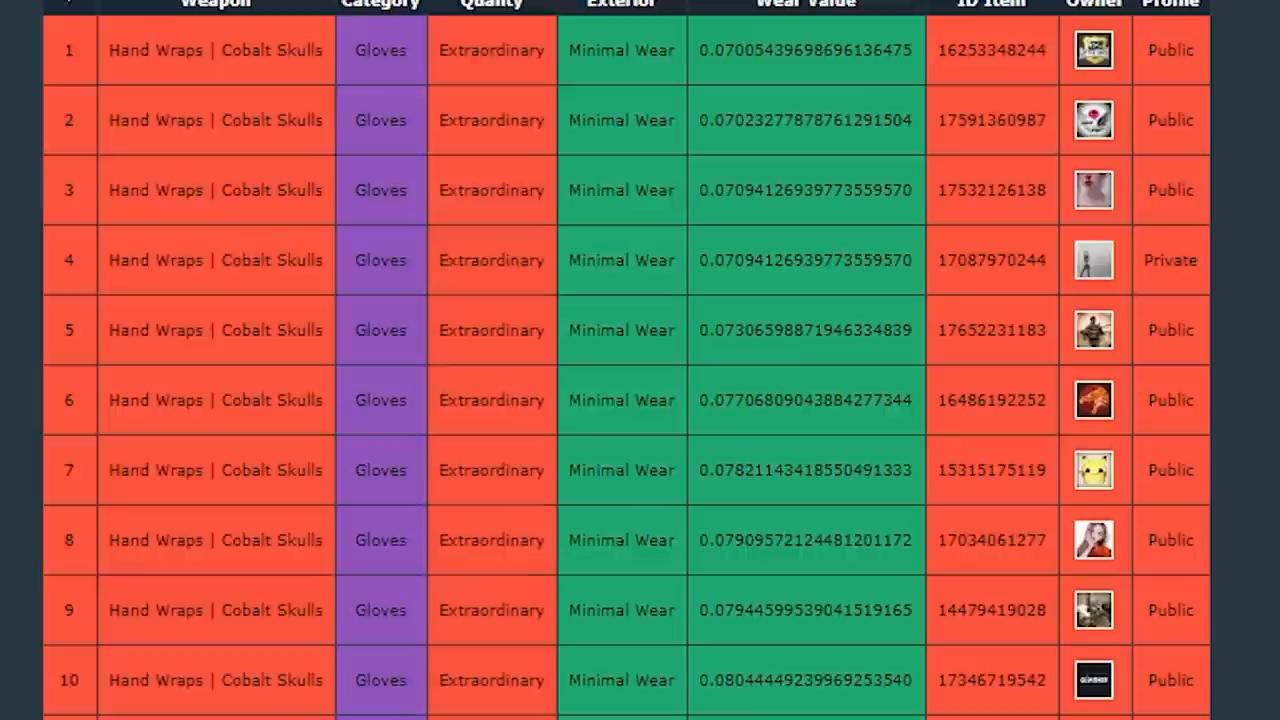 Weapon Category Quality Exterior Wear Value ID Item Owner Profile
1 Hand Wraps | Cobalt Skulls Gloves Extraordinary Minimal Wear 0.07005439698696136475 16253348244 Public
2 Hand Wraps | Cobalt Skulls Gloves Extraordinary Minimal Wear 0.07023277878761291504 17591360987 Public
3 Hand Wraps | Cobalt Skulls Gloves Extraordinary Minimal Wear 0.07094126939773559570 17532126138 Public
4 Hand Wraps | Cobalt Skulls Gloves Extraordinary Minimal Wear 0.07094126939773559570 17087970244 Private
5 Hand Wraps | Cobalt Skulls Gloves Extraordinary Minimal Wear 0.07306598871946334839 17652231183 Public
6 Hand Wraps | Cobalt Skulls Gloves Extraordinary Minimal Wear 0.07706809043884277344 16486192252 Public
7 Hand Wraps | Cobalt Skulls Gloves Extraordinary Minimal Wear 0.07821143418550491333 15315175119 Public
8 Hand Wraps | Cobalt Skulls Gloves Extraordinary Minimal Wear 0.07909572124481201172 17034061277 Public
9 Hand Wraps | Cobalt Skulls Gloves Extraordinary Minimal Wear 0.07944599539041519165 14479419028 Public
10 Hand Wraps | Cobalt Skulls Gloves Extraordinary Minimal Wear 0.08044449239969253540 17346719542 Public